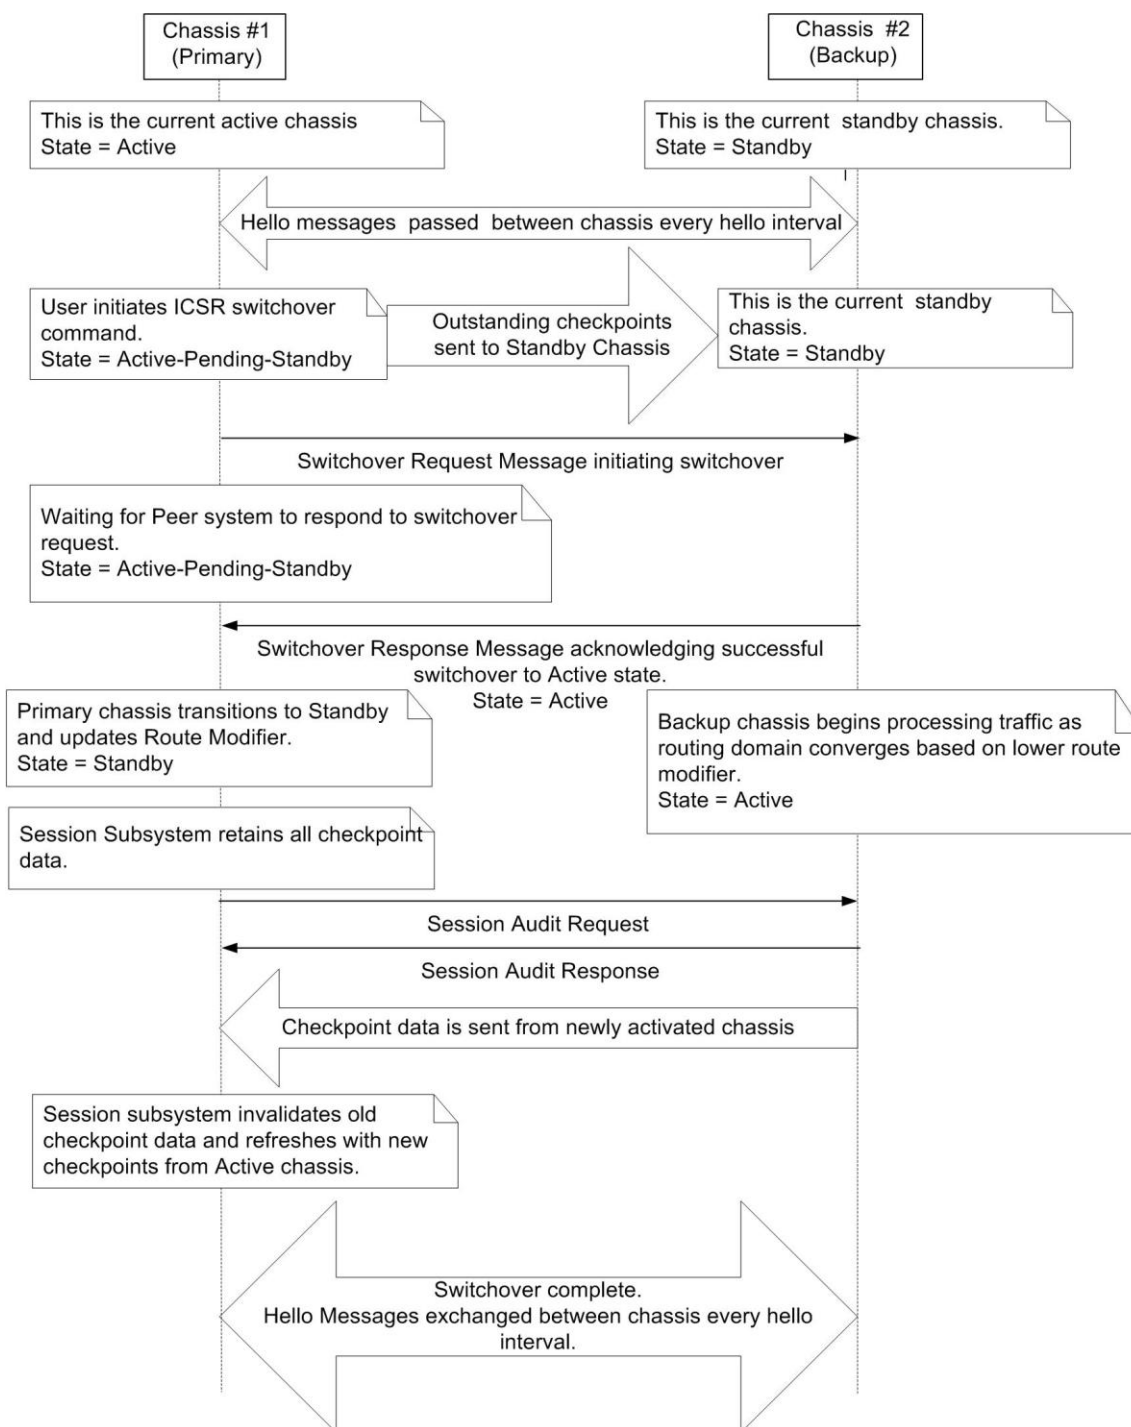 Chassis #1
(Primary)
Chassis #2
(Backup)
This is the current active chassis
State = Active
This is the current standby chassis.
State = Standby
Hello messages passed between chassis every hello interval
User initiates ICSR switchover
command.
State = Active-Pending-Standby
Outstanding checkpoints
sent to Standby Chassis
This is the current standby
chassis.
State = Standby
Switchover Request Message initiating switchover
Waiting for Peer system to respond to switchover
request.
State = Active-Pending-Standby
Switchover Response Message acknowledging successful
switchover to Active state.
State = Active
Primary chassis transitions to Standby
and updates Route Modifier.
State = Standby
Backup chassis begins processing traffic as
routing domain converges based on lower route
modifier.
State = Active
Session Subsystem retains all checkpoint
data.
Session Audit Request
Session Audit Response
Checkpoint data is sent from newly activated chassis
Session subsystem invalidates old
checkpoint data and refreshes with new
checkpoints from Active chassis.
Switchover complete.
Hello Messages exchanged between chassis every hello
interval.